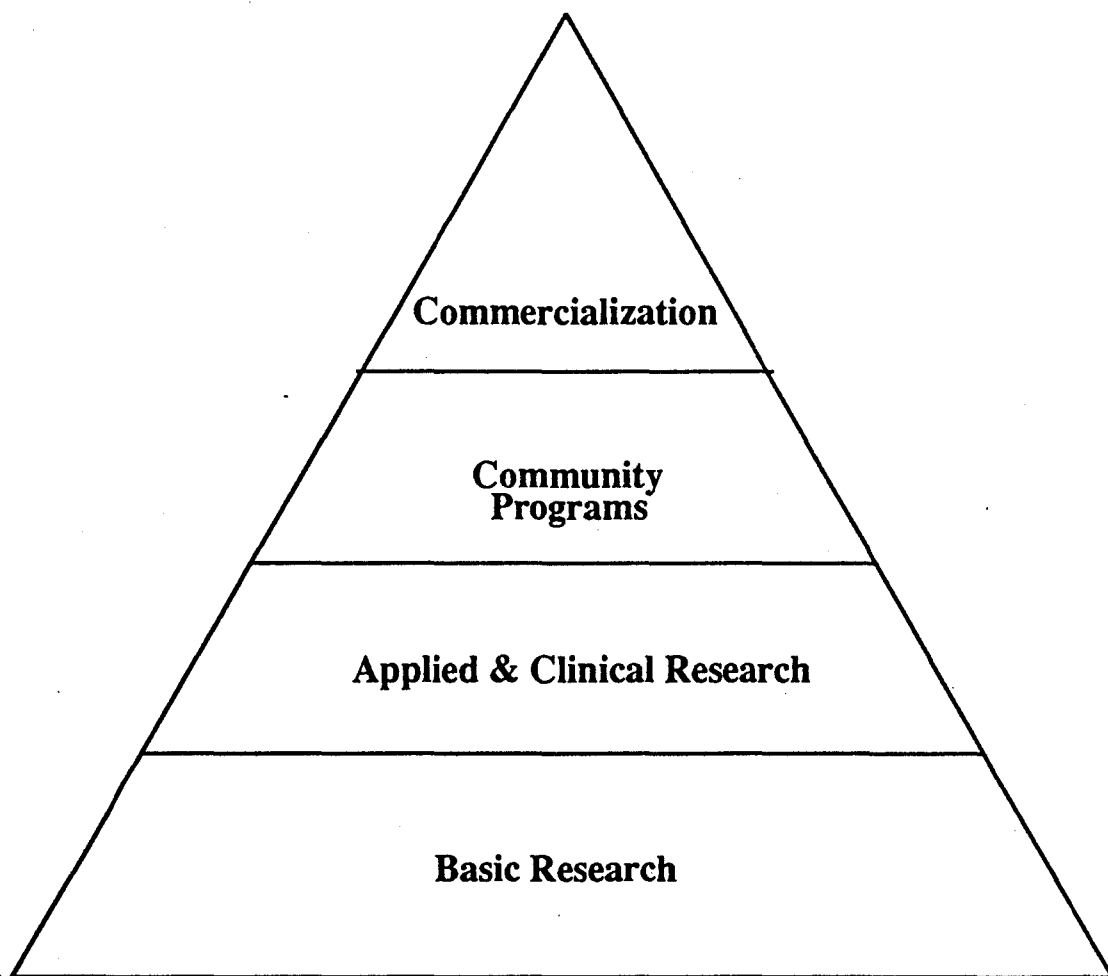 Commercialization
Community
Programs
Applied & Clinical Research
Basic Research